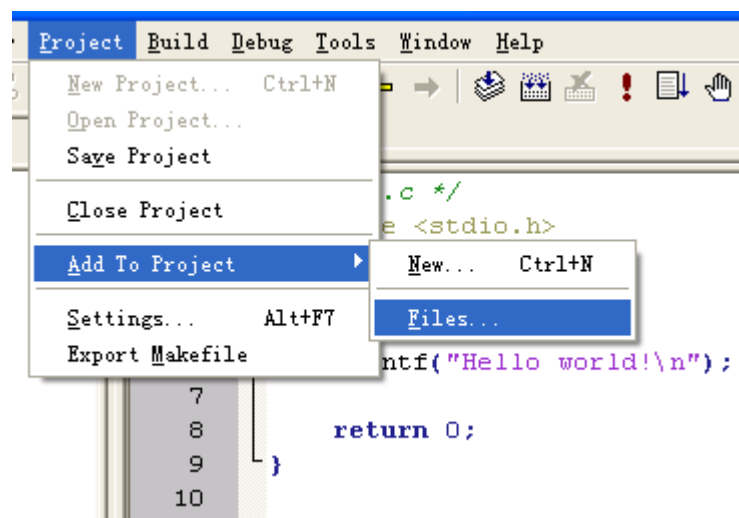 Project Build Debug Tools Window Help
New Project... Ctrl+N
Open Project...
Save Project
.c */
Close Project
e <stdio.h>
Add To Project New... Ctrl+N
Settings... Alt+F7 Files...
Export Makefile ntf("Hello world!\n");
7
8 return 0;
9 }
10